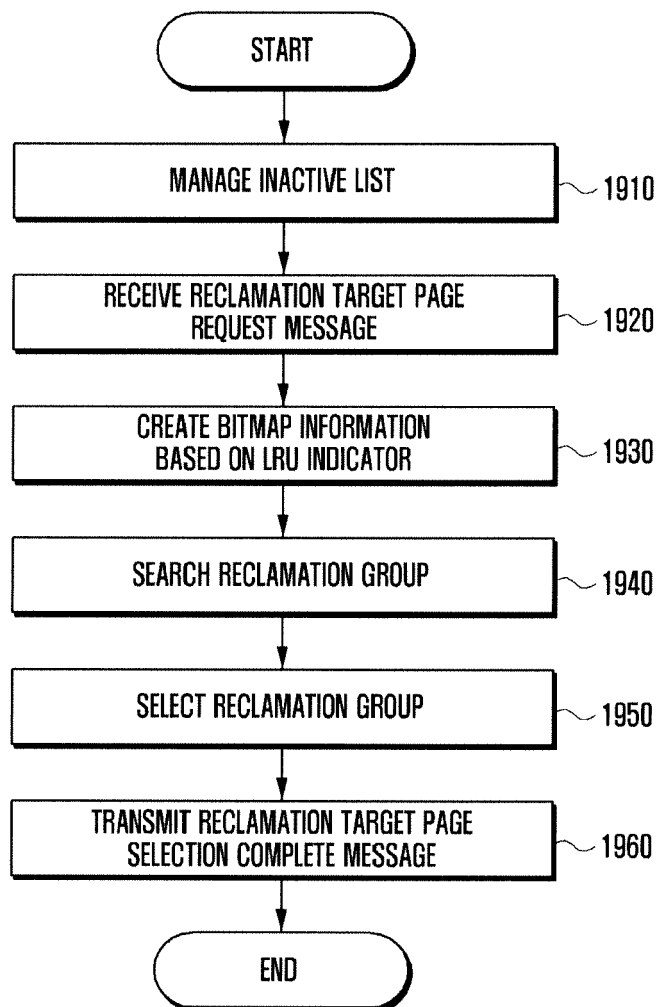 START
MANAGE INACTIVE LIST
1910
RECEIVE RECLAMATION TARGET PAGE
REQUEST MESSAGE
1920
CREATE BITMAP INFORMATION
BASED ON LRU INDICATOR
1930
SEARCH RECLAMATION GROUP
1940
SELECT RECLAMATION GROUP
1950
TRANSMIT RECLAMATION TARGET PAGE
SELECTION COMPLETE MESSAGE
1960
END